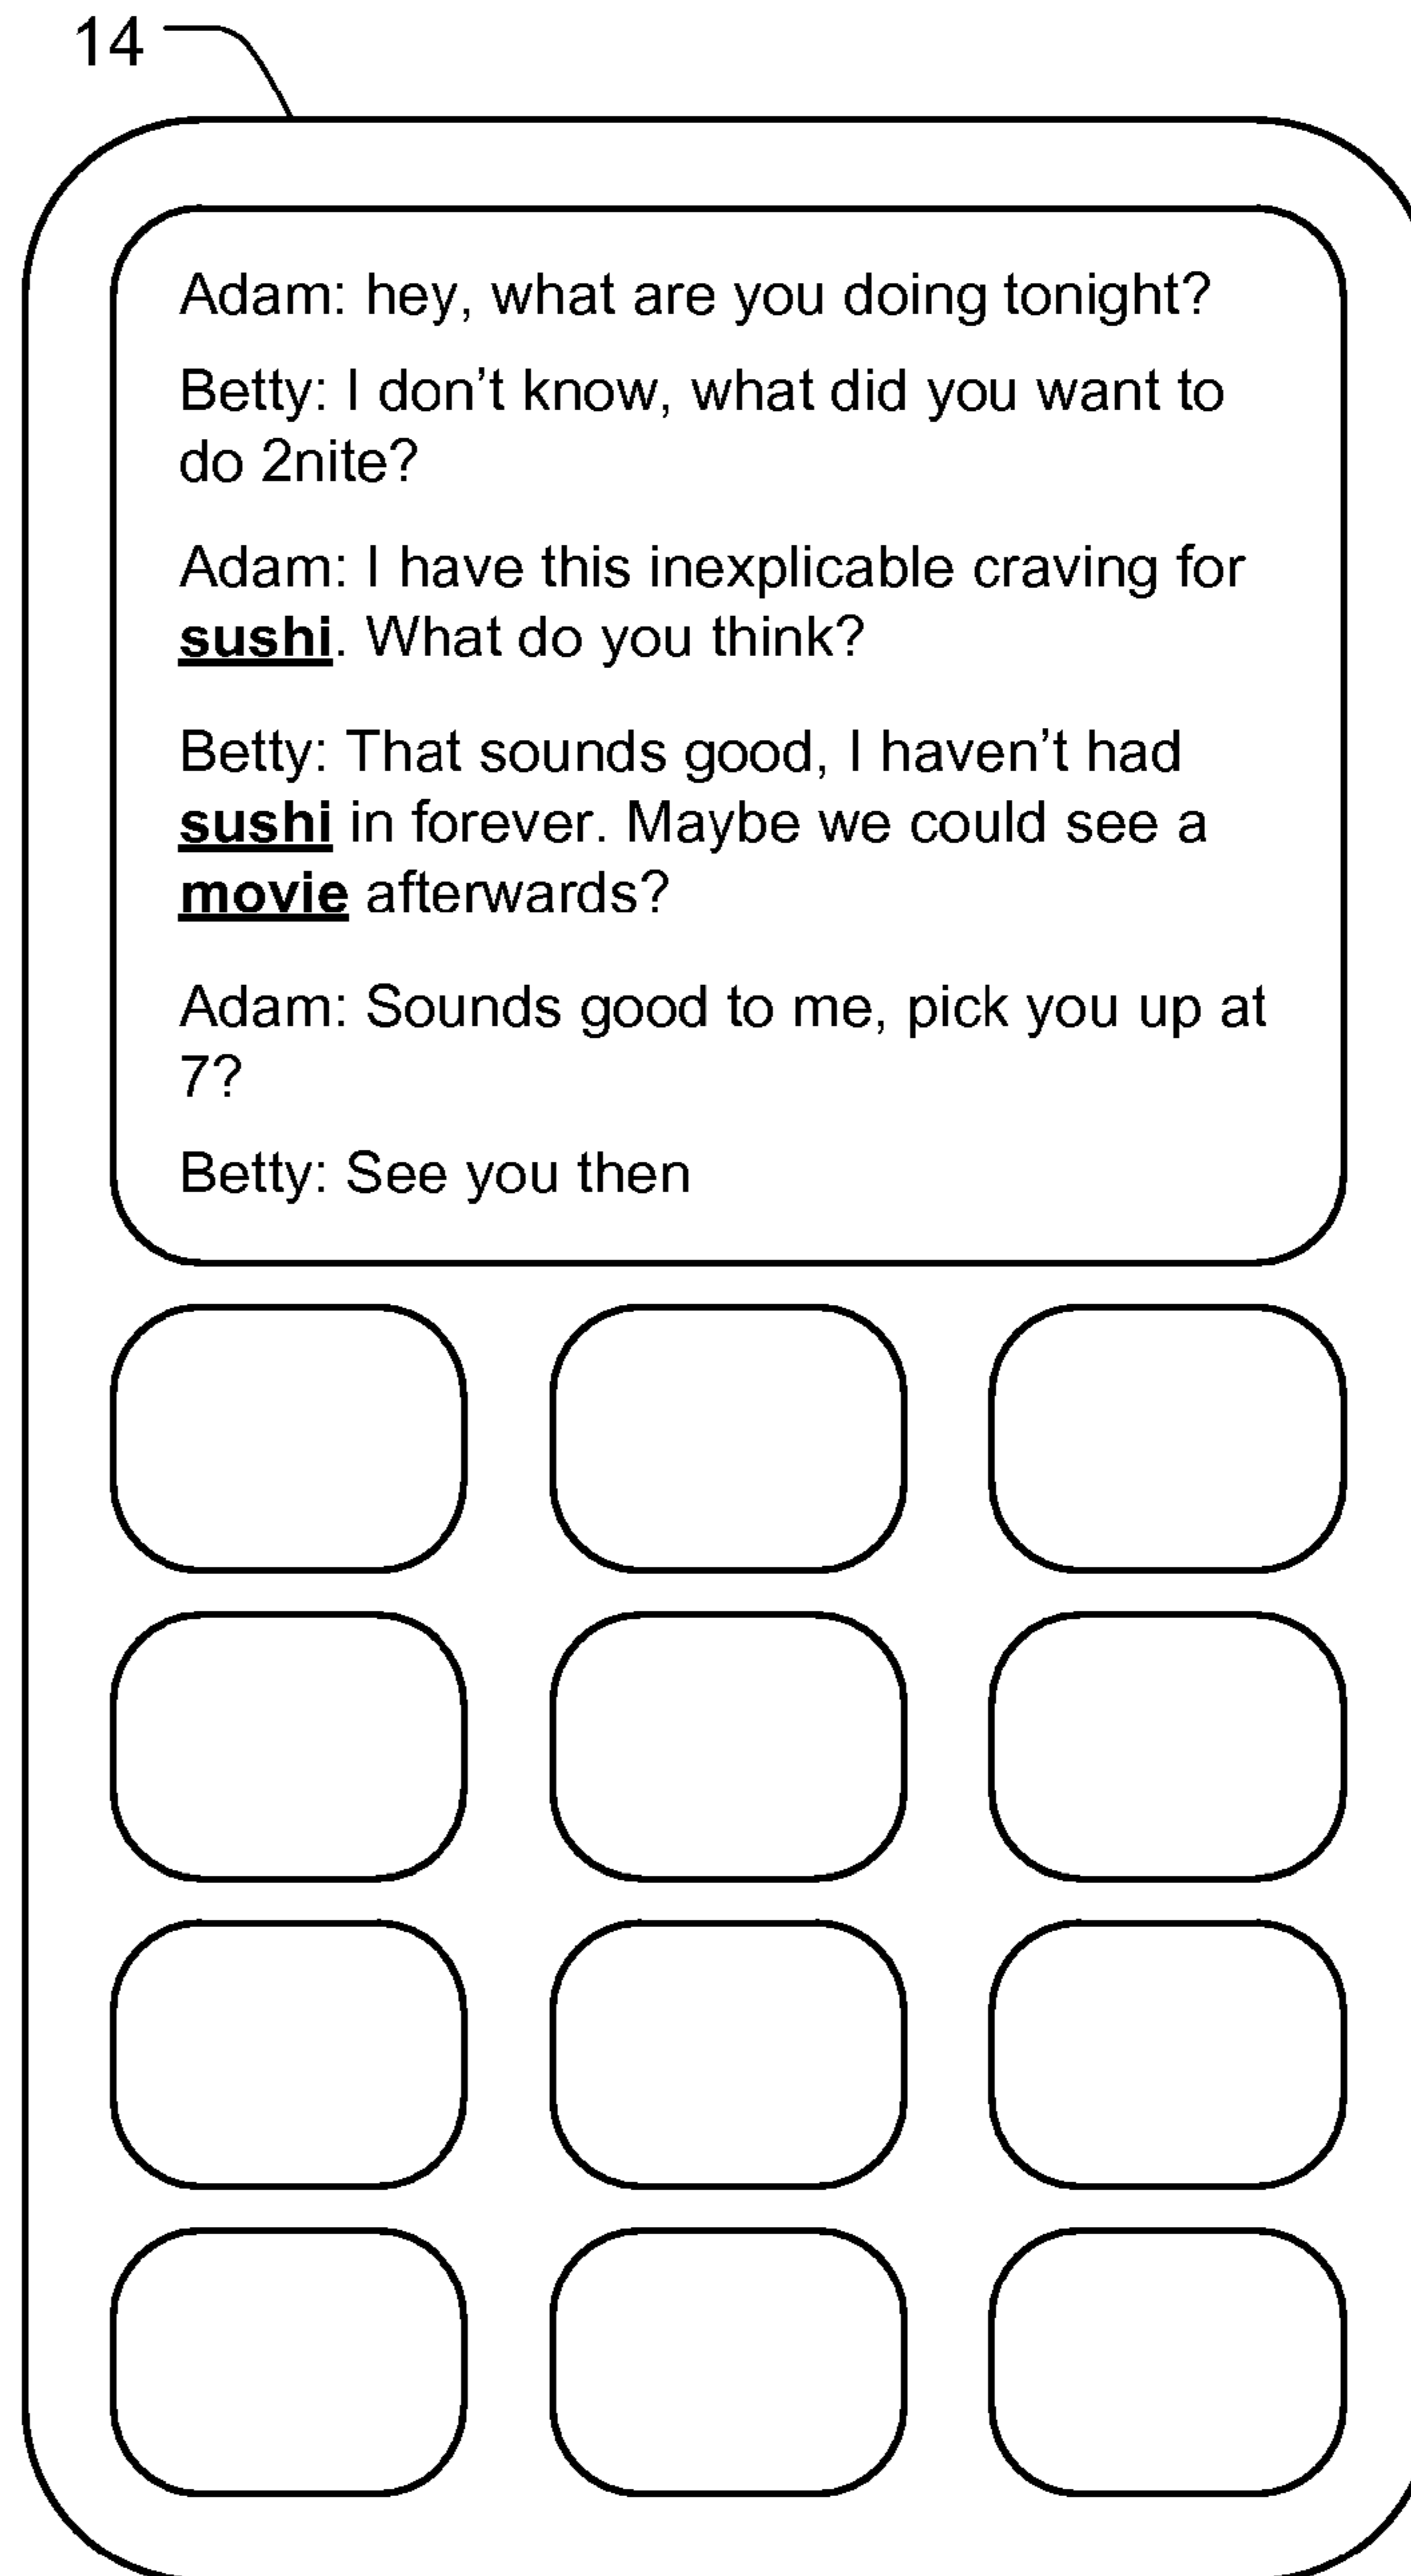 14
Adam: hey, what are you doing tonight?
Betty: I don’t know, what did you want to
do 2nite?
Adam: I have this inexplicable craving for
sushi. What do you think?
Betty: That sounds good, I haven’t had
sushi in forever. Maybe we could see a
movie afterwards?
Adam: Sounds good to me, pick you up at
7?
Betty: See you then